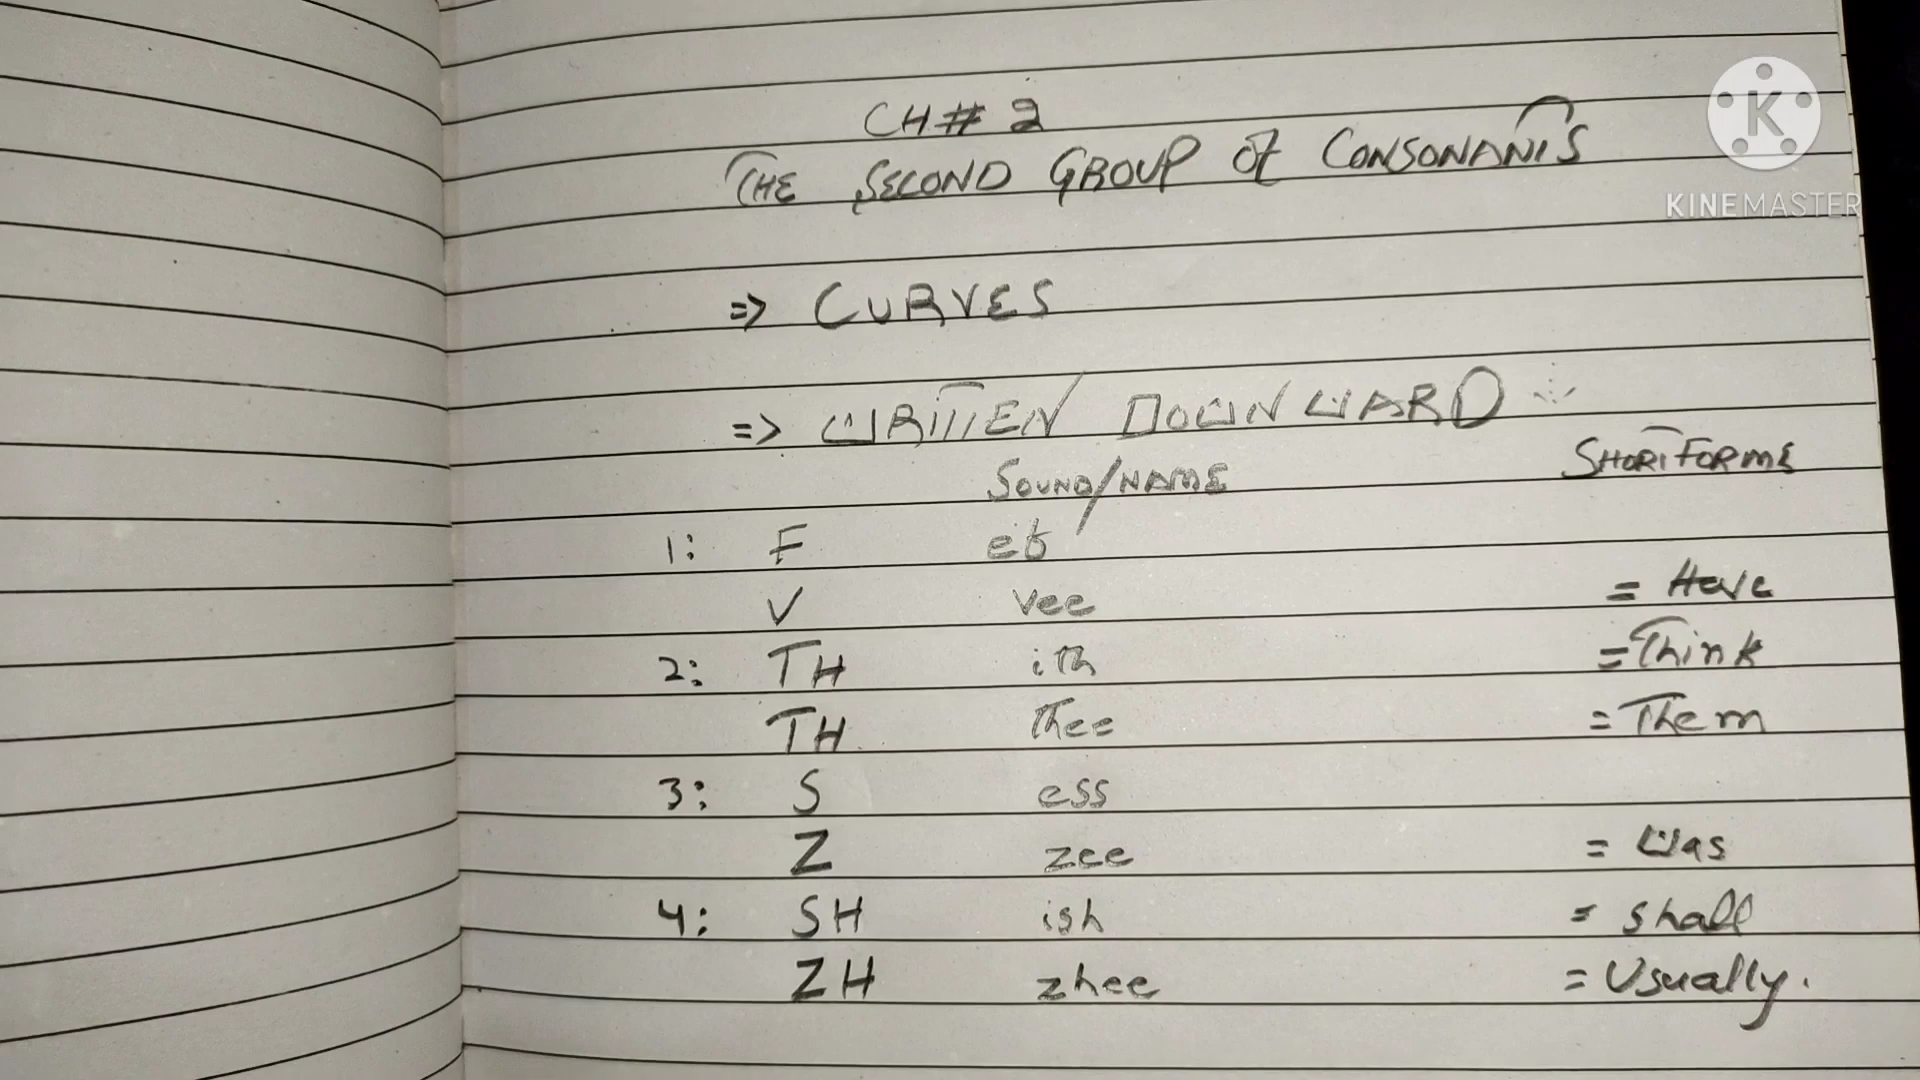 CH# 2
THE SECOND GROUP Of CONSONANTS
K
KINEMASTER
=> CURVES
=> WRITTEN DOWNWARD
SOUND/NAME SHORTFORMS
1: F ef
V vee = Have
2: TH ith = Think
TH thee = Them
3: S ess
Z zee = Was
4: SH ish = shall
ZH zhee = Usually.